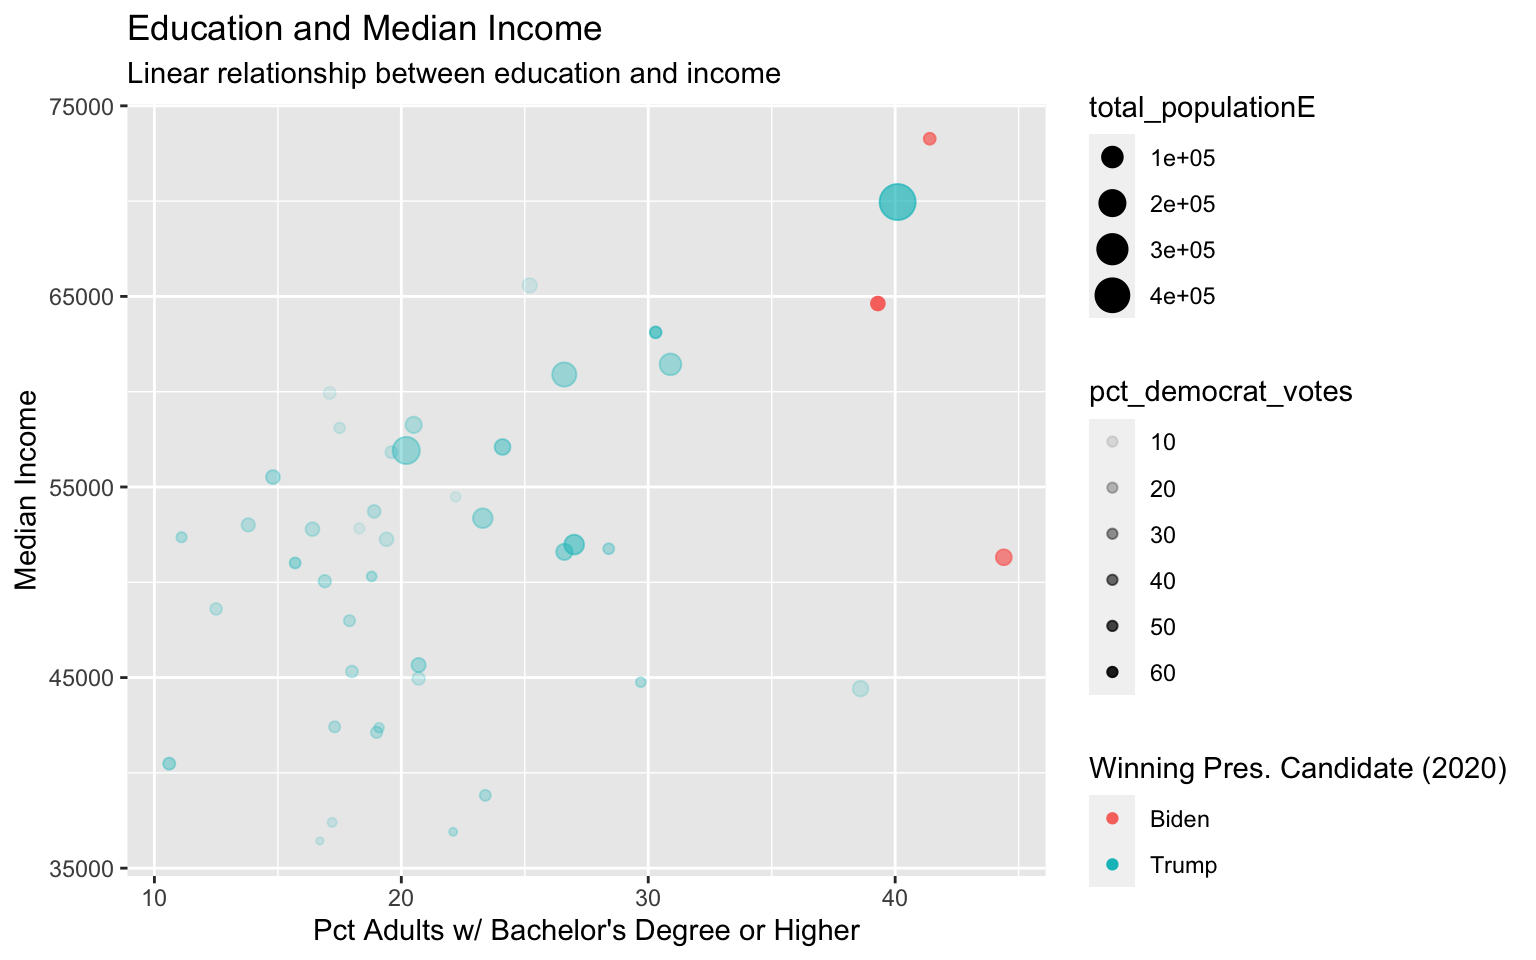 Education and Median Income
Linear relationship between education and income
75000
65000
55000
45000
35000
Median Income
10 20 30 40
Pct Adults w/ Bachelor's Degree or Higher
total_populationE
1e+05
2e+05
3e+05
4e+05
pct_democrat_votes
10
20
30
40
50
60
Winning Pres. Candidate (2020)
Biden
Trump